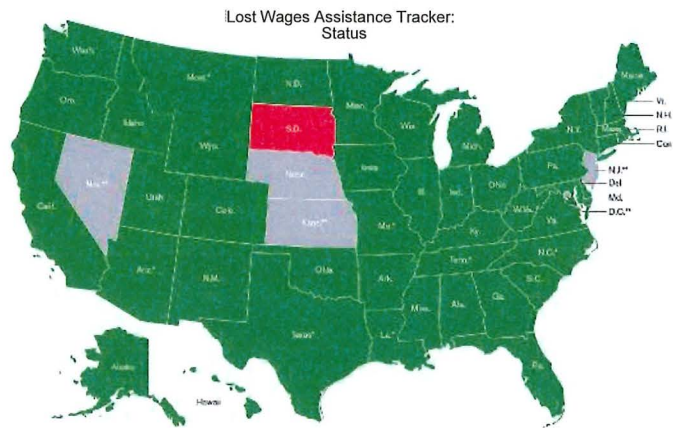 Lost Wages Assistance Tracker:
Status
Wash.
Mont.*
N.D.
Minn.
Maine
Vt.
Ore.
Idaho
S.D.
Wis.
Mich.
N.Y.
Mass.
N.H.
R.I.
Con
Wyo.
Iowa
Pa.
N.J.**
Nev.**
Nebr.
Ill.
Ind.
Ohio
Del
Md.
Calif.
Utah
Colo.
Kans.**
Mo.*
Ky.
W.Va.*
Va.
D.C.**
Ariz.*
N.M.
Okla.
Ark.
Tenn.*
N.C.*
S.C.
Texas*
La.*
Miss.
Ala.
Ga.
Fla.
Alaska
Hawaii